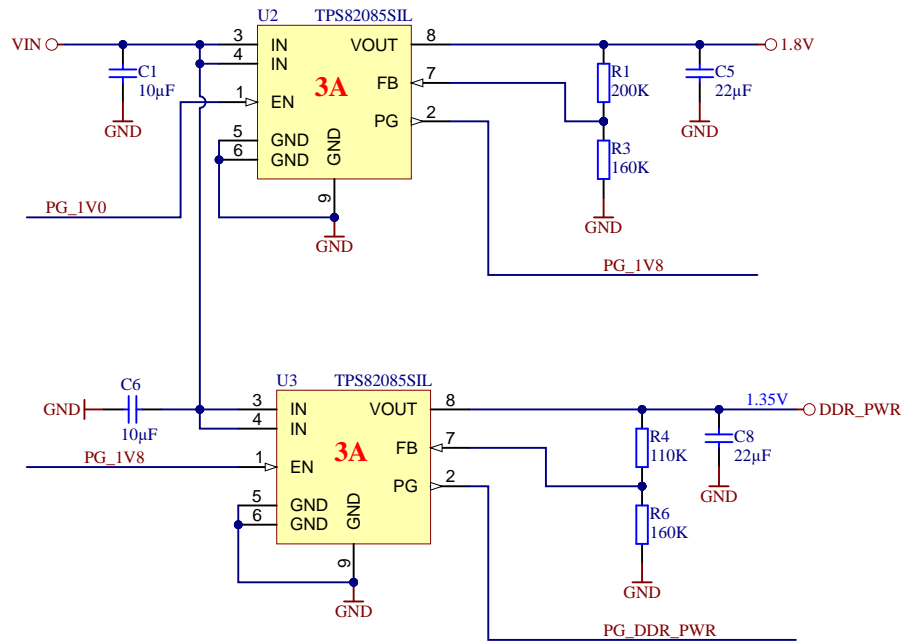 U2 TPS82085SIL
VIN 3 IN VOUT 8 1.8V
4 IN
C1
10µF
GND
3A
FB 7
R1
200K
C5
22µF
GND
1 EN
PG 2
5 GND
6 GND
GND
9
GND
R3
160K
GND
PG_1V0
PG_1V8
U3 TPS82085SIL
C6
GND
10µF
3 IN VOUT 8 1.35V DDR_PWR
4 IN
3A
FB 7
R4
110K
C8
22µF
GND
PG_1V8 1 EN
PG 2
5 GND
6 GND
GND
9
GND
R6
160K
GND
PG_DDR_PWR